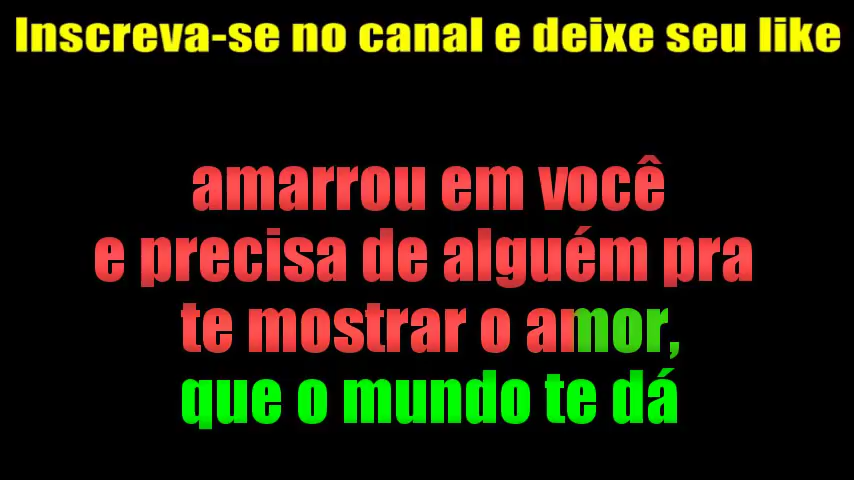 Inscreva-se no canal e deixe seu like
amarrou em você
e precisa de alguém pra
te mostrar o amor,
que o mundo te dá